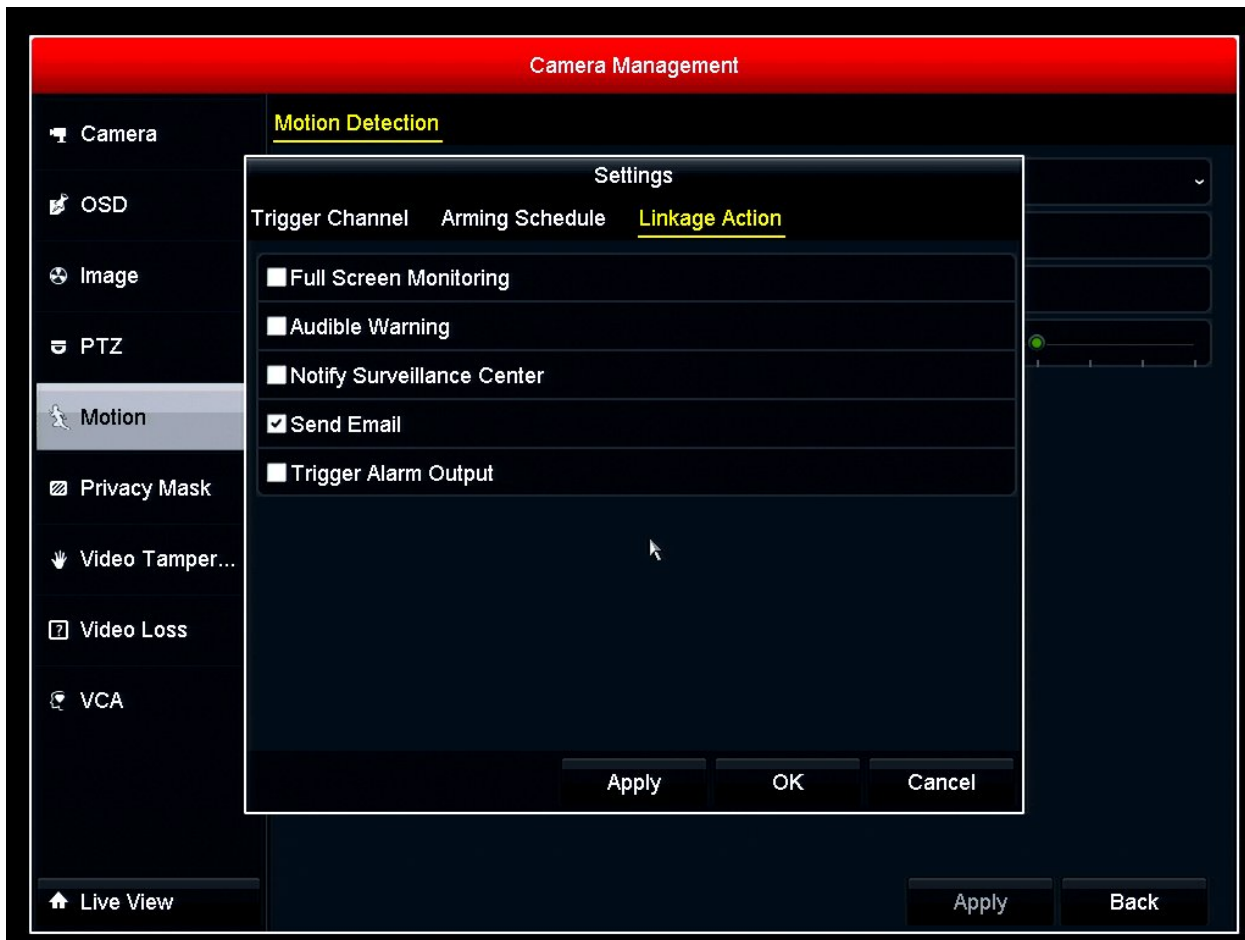 Camera Management
Camera
Motion Detection
OSD
Image
PTZ
Motion
Privacy Mask
Video Tamper...
Video Loss
VCA
Live View
Settings
Trigger Channel Arming Schedule Linkage Action
Full Screen Monitoring
Audible Warning
Notify Surveillance Center
Send Email
Trigger Alarm Output
Apply OK Cancel
Apply Back